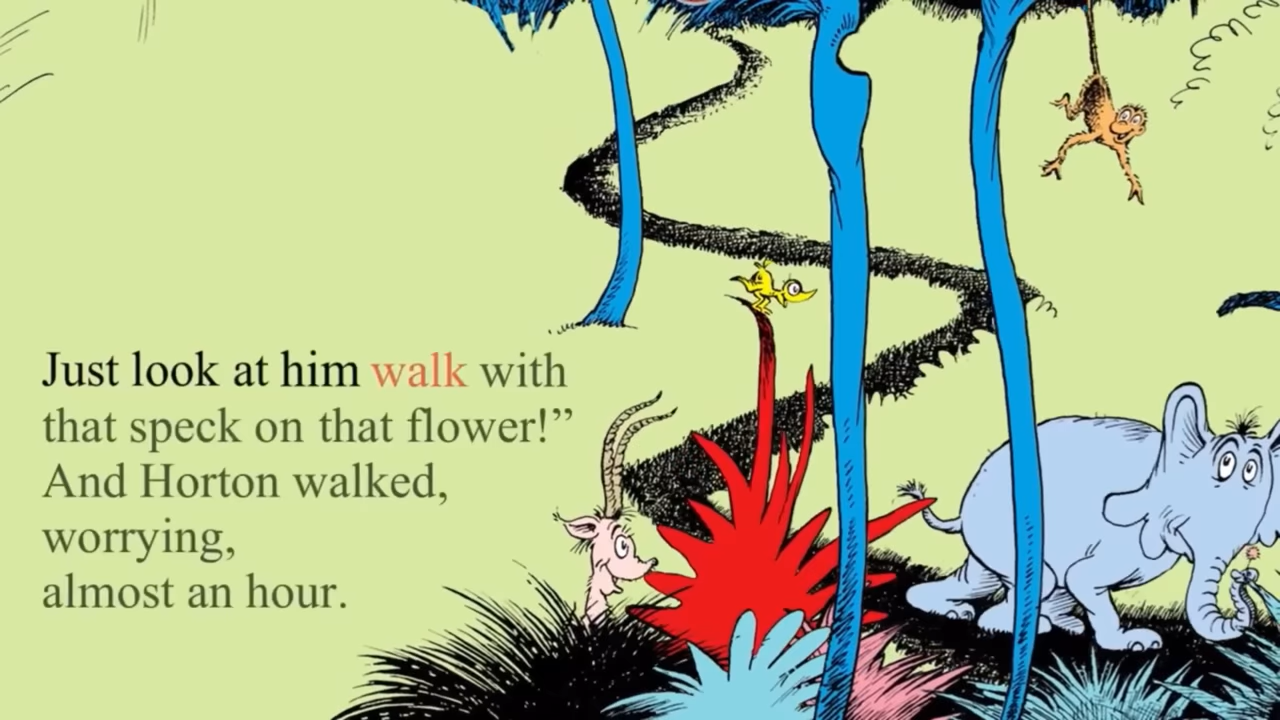 Just look at him walk with
that speck on that flower!”
And Horton walked,
worrying,
almost an hour.